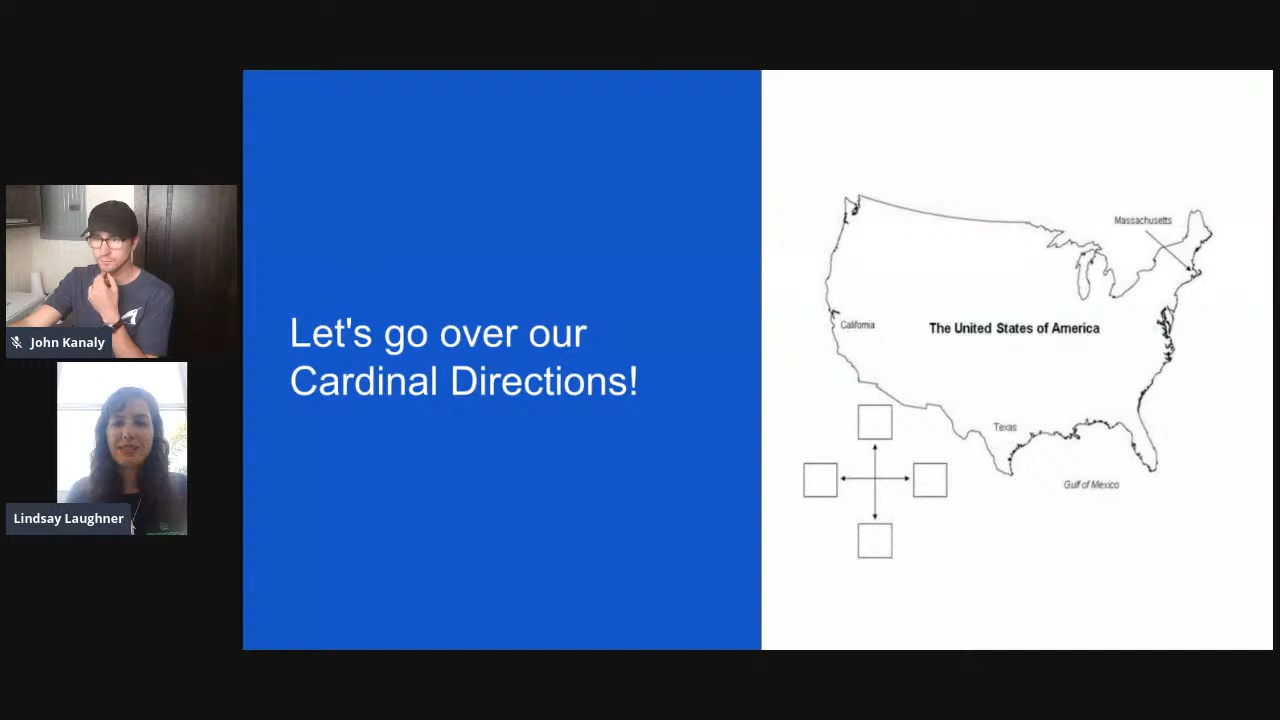 John Kanaly
Lindsay Laughner
Let's go over our
Cardinal Directions!
Massachusetts
California
The United States of America
Texas
Gulf of Mexico